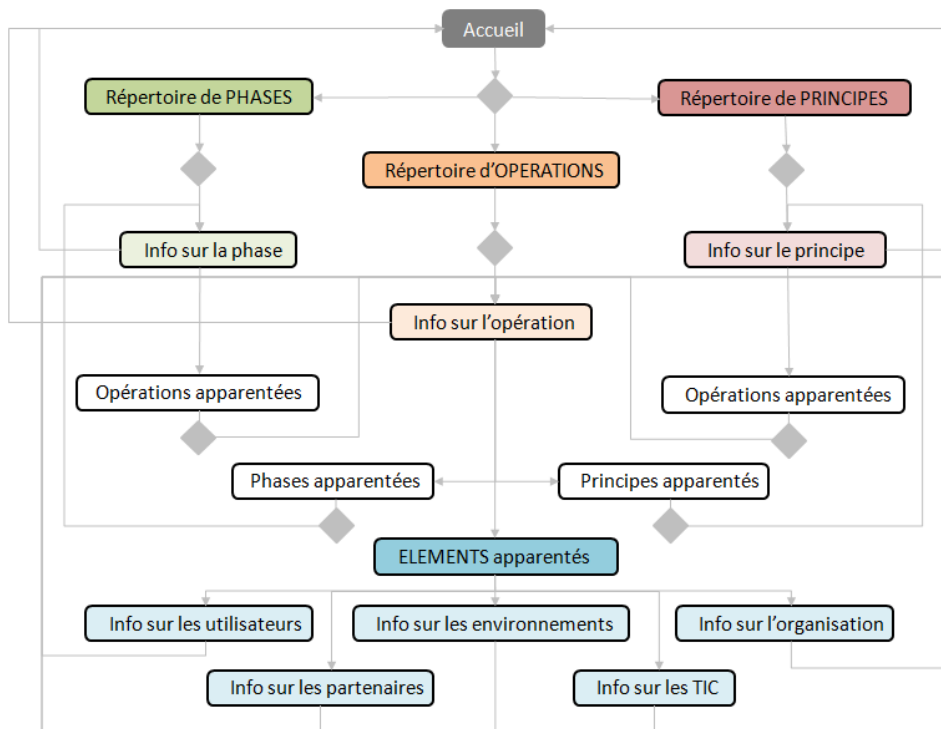 Accueil
Répertoire de PHASES
Répertoire de PRINCIPES
Répertoire d’OPERATIONS
Info sur la phase
Info sur le principe
Info sur l’opération
Opérations apparentées
Opérations apparentées
Phases apparentées
Principes apparentés
ELEMENTS apparentés
Info sur les utilisateurs
Info sur les environnements
Info sur l’organisation
Info sur les partenaires
Info sur les TIC